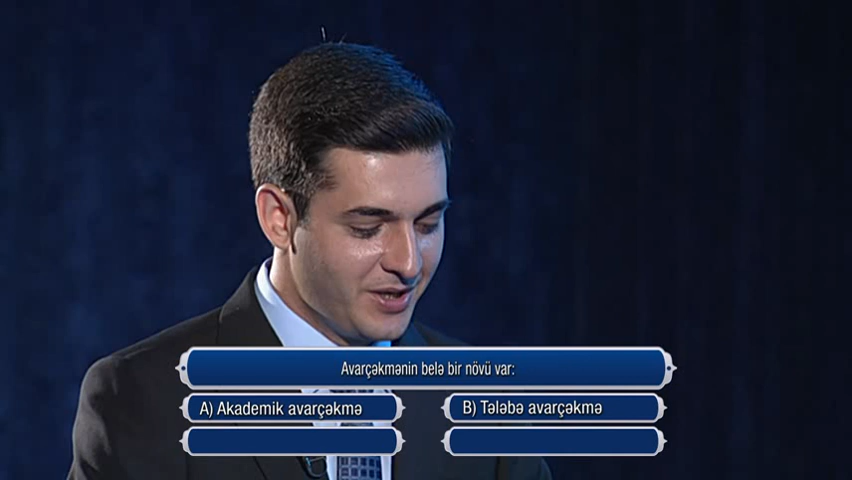 Avarçəkmənin belə bir növü var:
A) Akademik avarçəkmə
B) Tələbə avarçəkmə